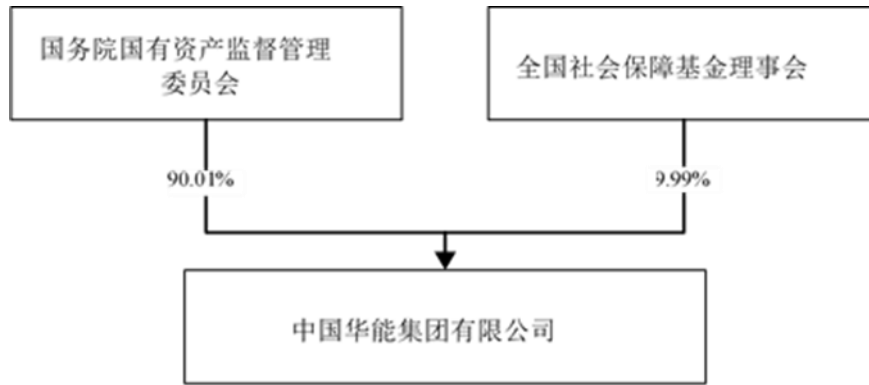 国务院国有资产监督管理
委员会
全国社会保障基金理事会
90.01%
9.99%
中国华能集团有限公司